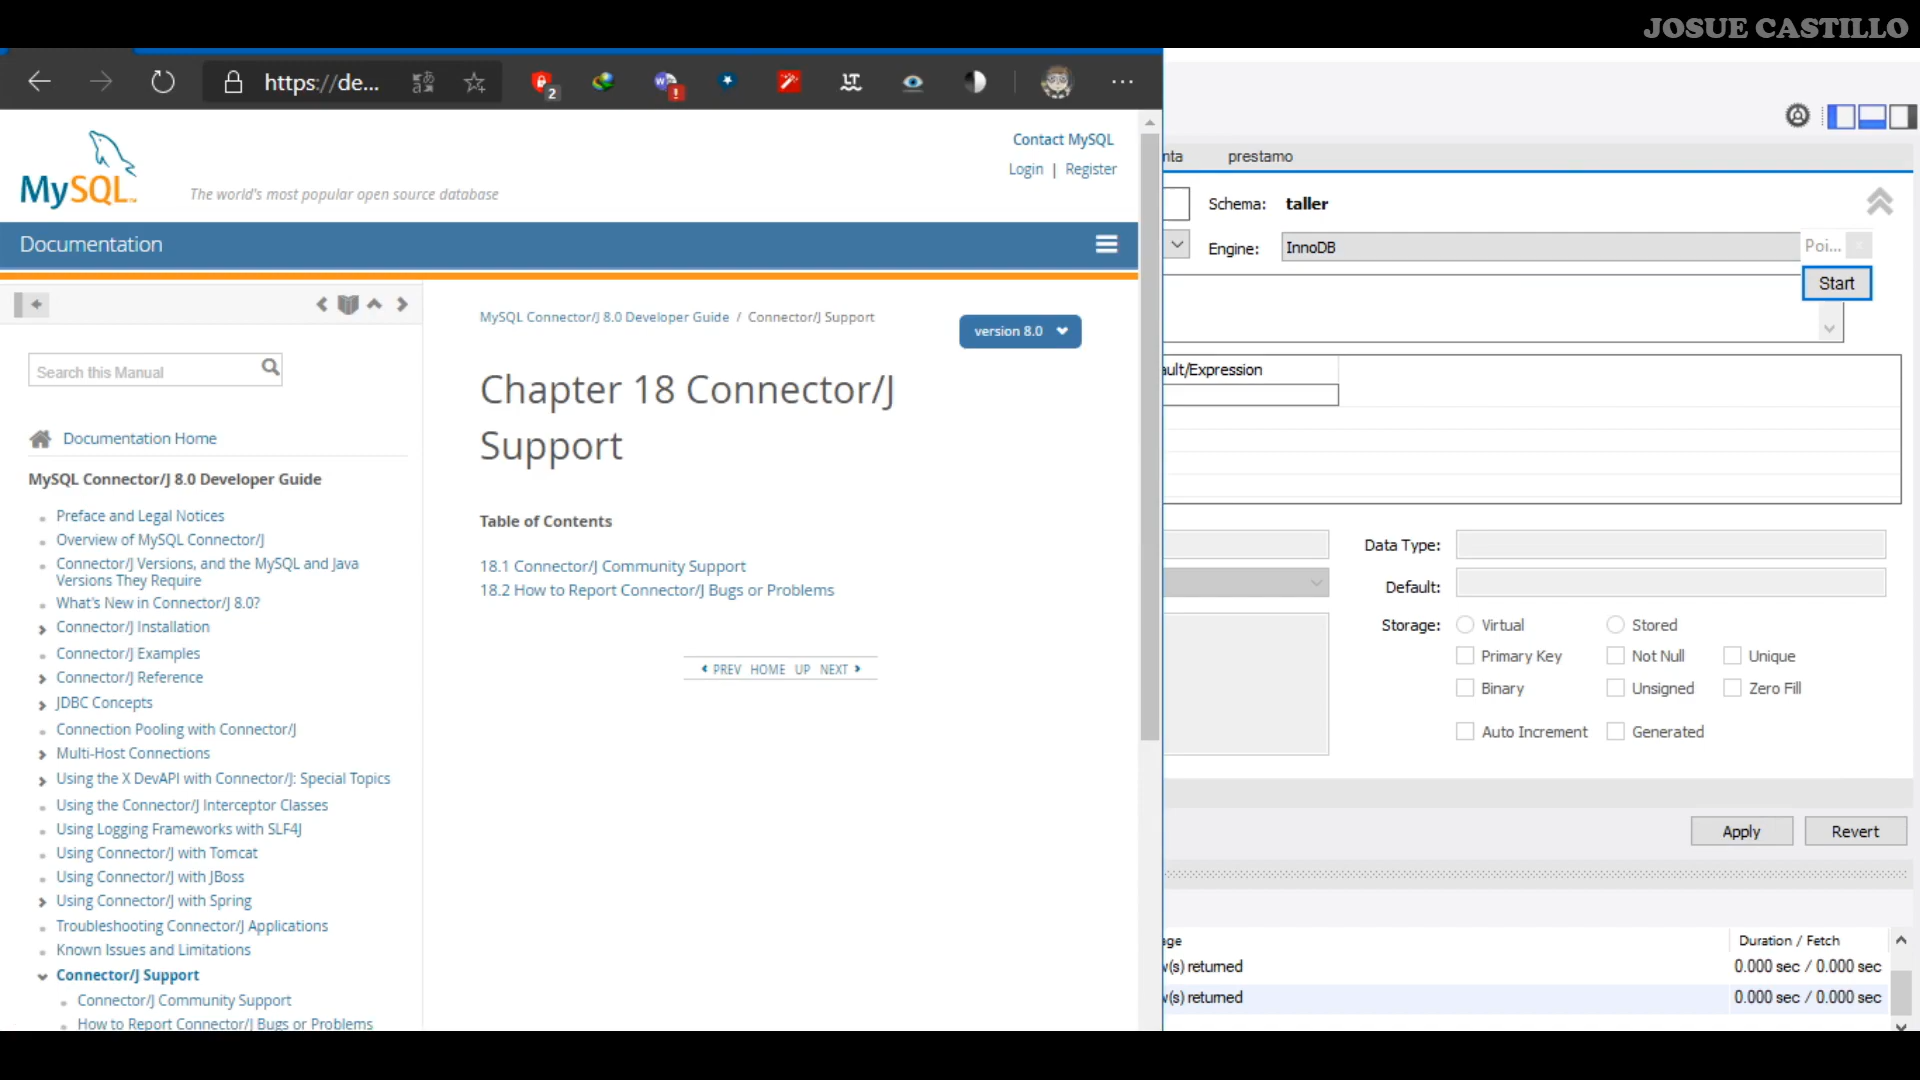 JOSUE CASTILLO
https://de...
2
MySQL
The world's most popular open source database
Contact MySQL
Login | Register
Documentation
Search this Manual
Documentation Home
MySQL Connector/J 8.0 Developer Guide
Preface and Legal Notices
Overview of MySQL Connector/J
Connector/J Versions, and the MySQL and Java
Versions They Require
What's New in Connector/J 8.0?
Connector/J Installation
Connector/J Examples
Connector/J Reference
JDBC Concepts
Connection Pooling with Connector/J
Multi-Host Connections
Using the X DevAPI with Connector/J: Special Topics
Using the Connector/J Interceptor Classes
Using Logging Frameworks with SLF4J
Using Connector/J with Tomcat
Using Connector/J with JBoss
Using Connector/J with Spring
Troubleshooting Connector/J Applications
Known Issues and Limitations
Connector/J Support
Connector/J Community Support
How to Report Connector/J Bugs or Problems
MySQL Connector/J 8.0 Developer Guide / Connector/J Support
version 8.0
Chapter 18 Connector/J
Support
Table of Contents
18.1 Connector/J Community Support
18.2 How to Report Connector/J Bugs or Problems
PREV HOME UP NEXT
nta prestamo
Schema: taller
Engine: InnoDB
Poi...
Start
ault/Expression
Data Type:
Default:
Storage: Virtual Stored
Primary Key Not Null Unique
Binary Unsigned Zero Fill
Auto Increment Generated
Apply Revert
age Duration / Fetch
w(s) returned 0.000 sec / 0.000 sec
w(s) returned 0.000 sec / 0.000 sec